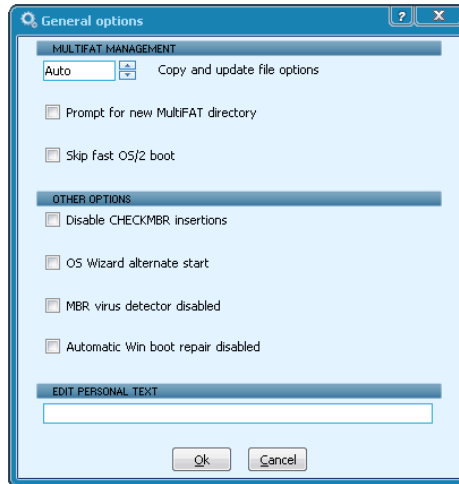 General options
?
X
MULTIFAT MANAGEMENT
Auto
Copy and update file options
Prompt for new MultiFAT directory
Skip fast OS/2 boot
OTHER OPTIONS
Disable CHECKMBR insertions
OS Wizard alternate start
MBR virus detector disabled
Automatic Win boot repair disabled
EDIT PERSONAL TEXT
Ok
Cancel